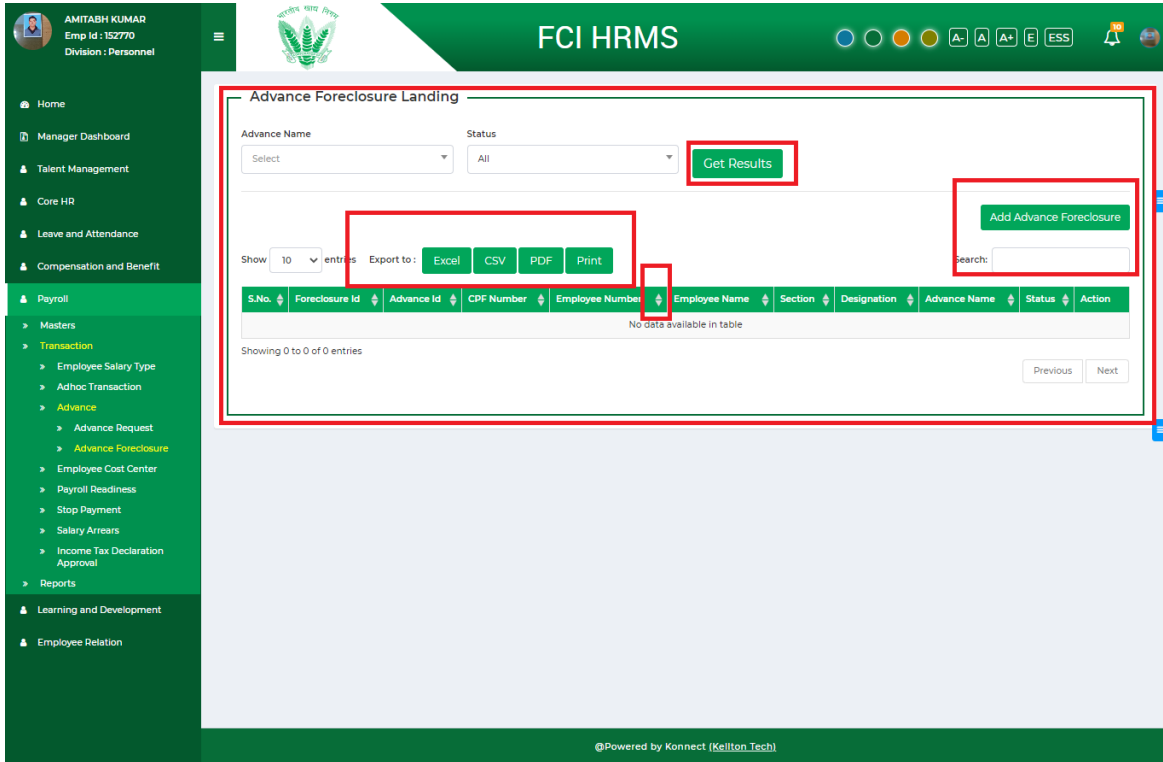 AMITABH KUMAR
Emp Id : 152770
Division : Personnel
भारतीय खाद्य निगम
FCI HRMS
A- A A+ E ESS
10
Home
Manager Dashboard
Talent Management
Core HR
Leave and Attendance
Compensation and Benefit
Payroll
» Masters
» Transaction
» Employee Salary Type
» Adhoc Transaction
» Advance
» Advance Request
» Advance Foreclosure
» Employee Cost Center
» Payroll Readiness
» Stop Payment
» Salary Arrears
» Income Tax Declaration
Approval
» Reports
Learning and Development
Employee Relation
Advance Foreclosure Landing
Advance Name Status
Select All Get Results
Add Advance Foreclosure
Show 10 entries Export to : Excel CSV PDF Print Search:
S.No. Foreclosure Id Advance Id CPF Number Employee Number Employee Name Section Designation Advance Name Status Action
No data available in table
Showing 0 to 0 of 0 entries
Previous Next
@Powered by Konnect (Kellton Tech)